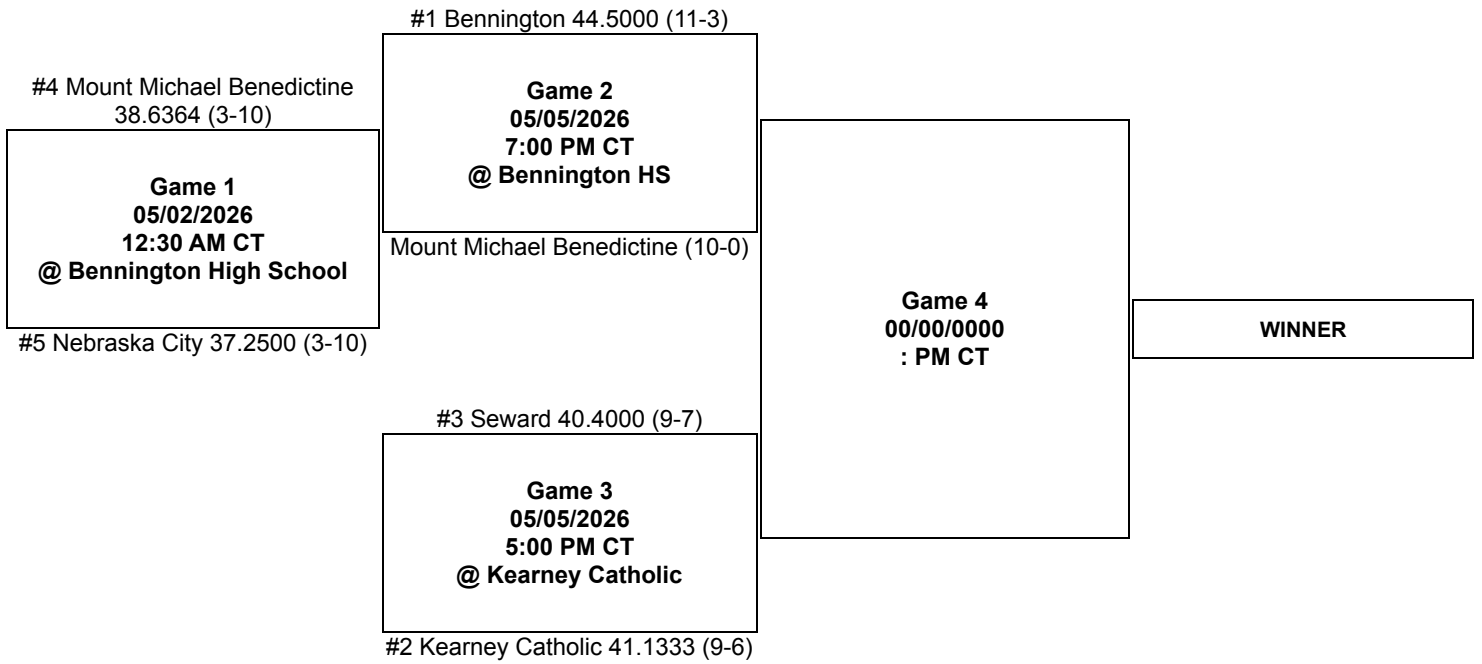 #1 Bennington 44.5000 (11-3)
#4 Mount Michael Benedictine
38.6364 (3-10)
Game 2
05/05/2026
7:00 PM CT
@ Bennington HS
Game 1
05/02/2026
12:30 AM CT
@ Bennington High School
Mount Michael Benedictine (10-0)
#5 Nebraska City 37.2500 (3-10)
Game 4
00/00/0000
: PM CT
WINNER
#3 Seward 40.4000 (9-7)
Game 3
05/05/2026
5:00 PM CT
@ Kearney Catholic
#2 Kearney Catholic 41.1333 (9-6)